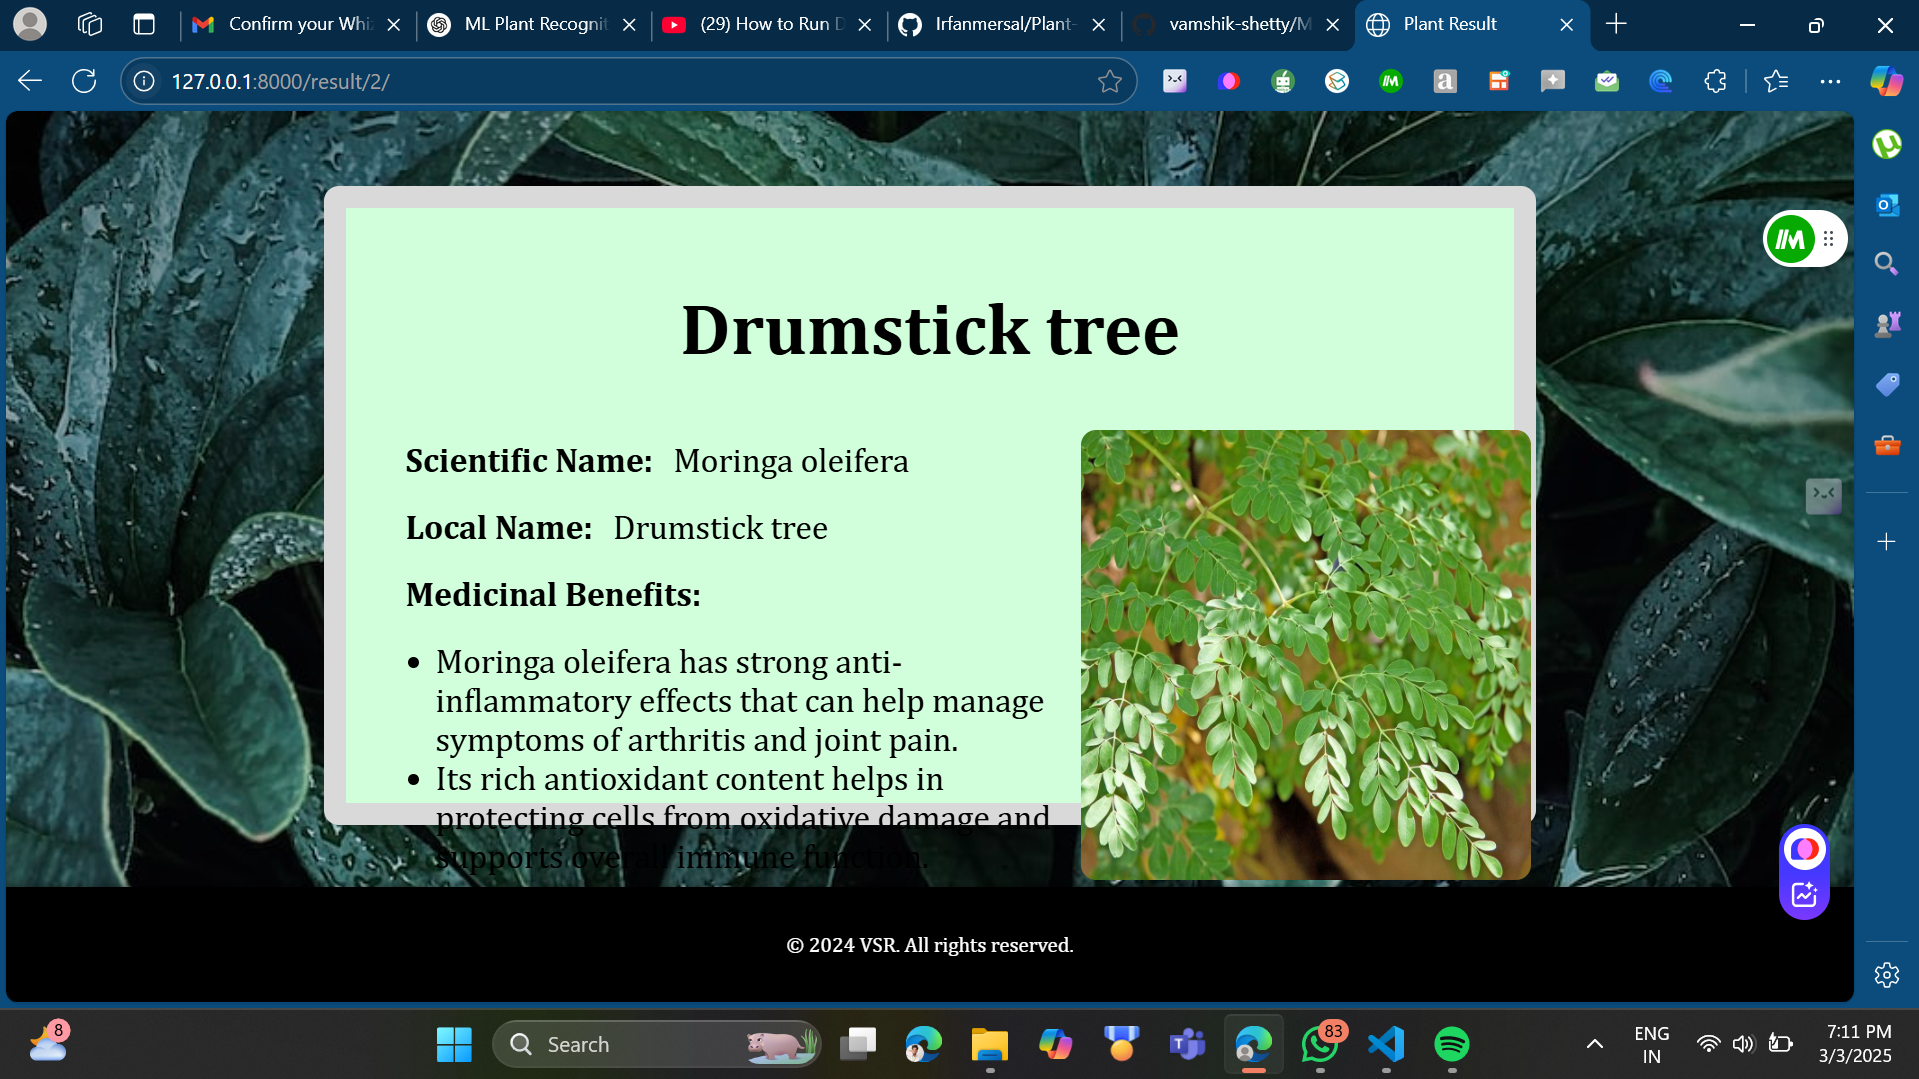 Confirm your Whiz
ML Plant Recognit
(29) How to Run D
Irfanmersal/Plant-
vamshik-shetty/M
Plant Result
127.0.0.1:8000/result/2/
Drumstick tree
Scientific Name: Moringa oleifera
Local Name: Drumstick tree
Medicinal Benefits:
• Moringa oleifera has strong anti-
inflammatory effects that can help manage
symptoms of arthritis and joint pain.
• Its rich antioxidant content helps in
protecting cells from oxidative damage and
supports overall immune function.
© 2024 VSR. All rights reserved.
8
Search
83
ENG
IN
7:11 PM
3/3/2025